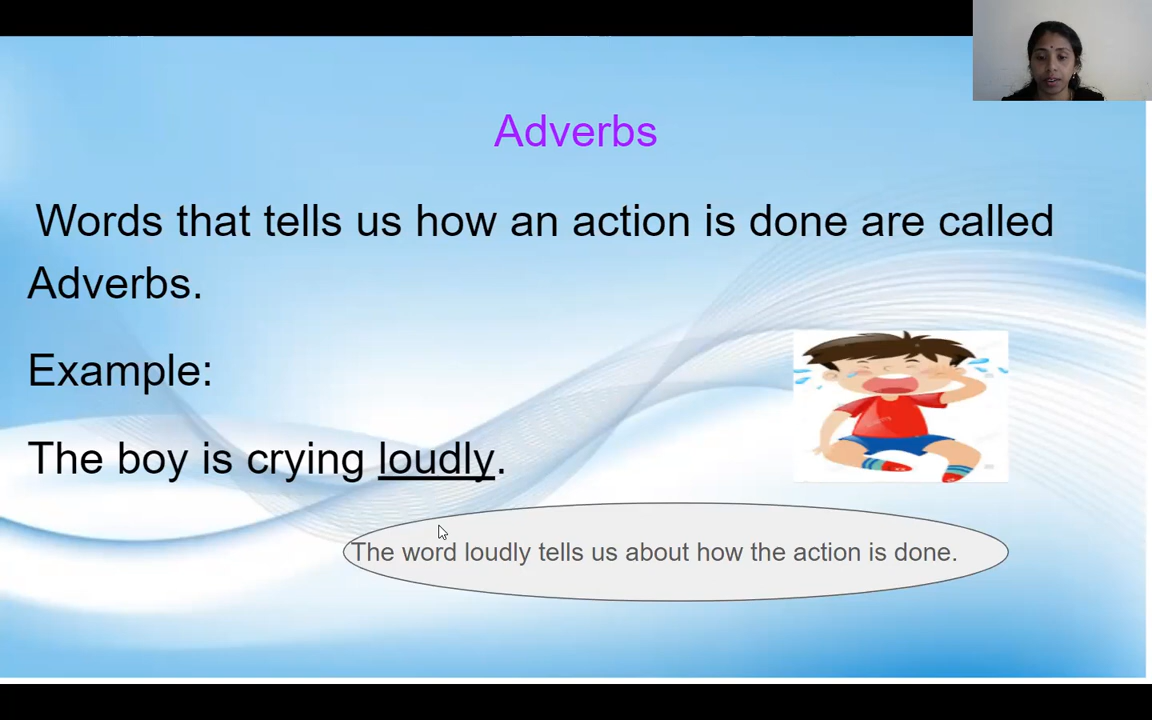 Adverbs
Words that tells us how an action is done are called
Adverbs.
Example:
The boy is crying loudly.
The word loudly tells us about how the action is done.